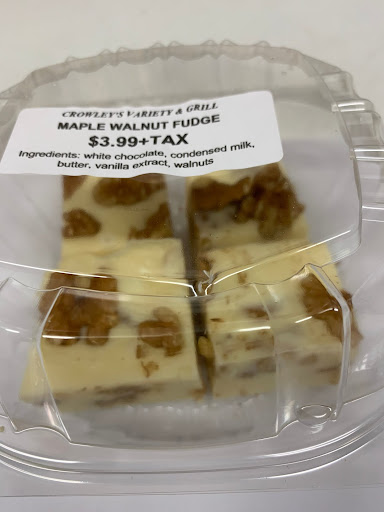 CROWLEY'S VARIETY & GRILL
MAPLE WALNUT FUDGE
$3.99+TAX
Ingredients: white chocolate, condensed milk,
butter, vanilla extract, walnuts